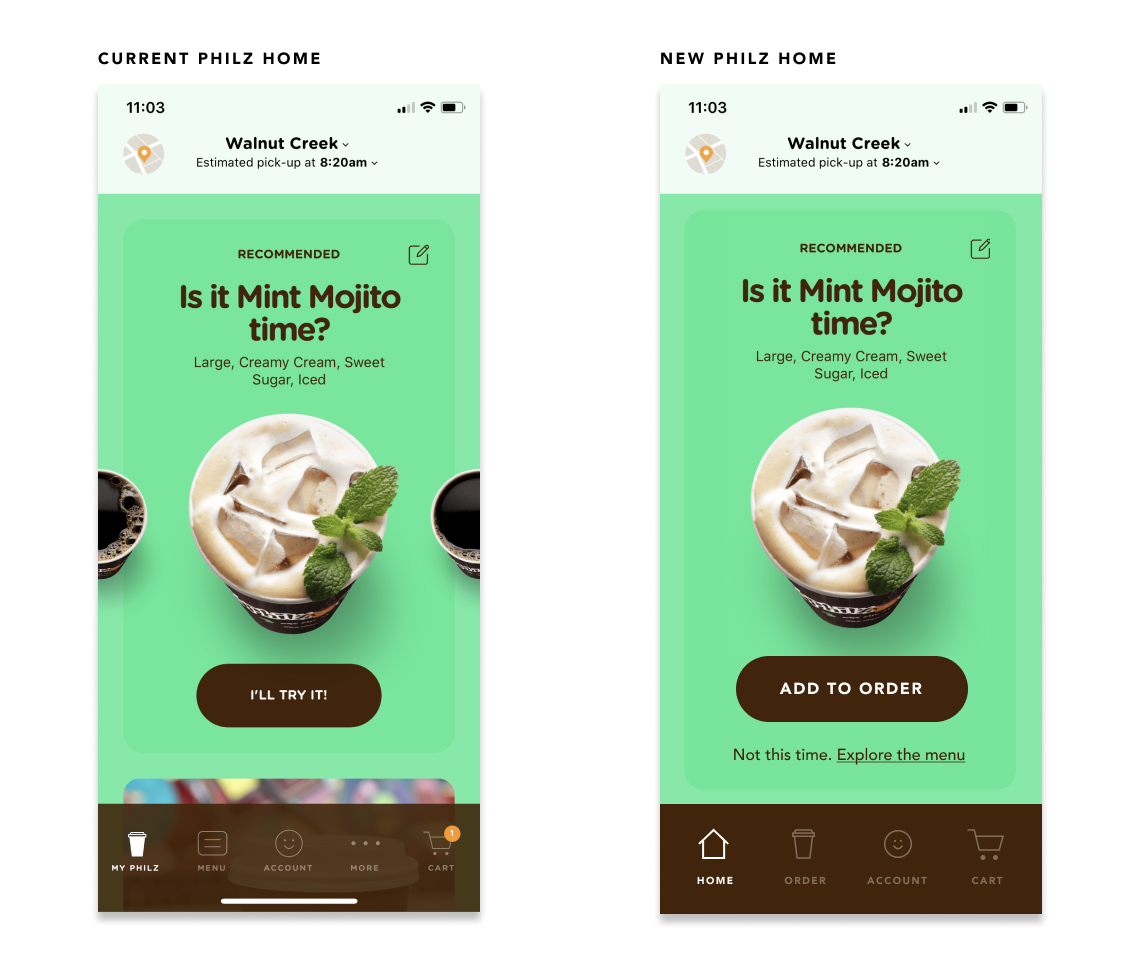 CURRENT PHILZ HOME
11:03
Walnut Creek
Estimated pick-up at 8:20am
RECOMMENDED
Is it Mint Mojito
time?
Large, Creamy Cream, Sweet
Sugar, Iced
I'LL TRY IT!
1
MY PHILZ
MENU
ACCOUNT
MORE
CART
NEW PHILZ HOME
11:03
Walnut Creek
Estimated pick-up at 8:20am
RECOMMENDED
Is it Mint Mojito
time?
Large, Creamy Cream, Sweet
Sugar, Iced
ADD TO ORDER
Not this time. Explore the menu
HOME
ORDER
ACCOUNT
CART